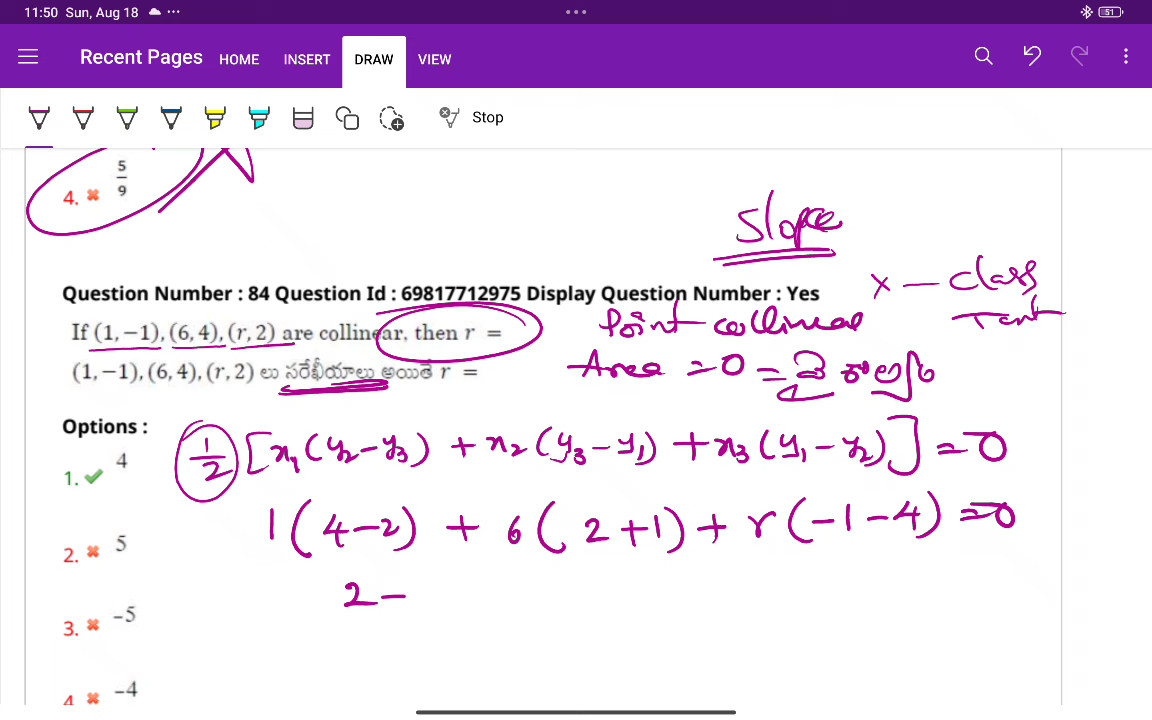 11:50 Sun, Aug 18
51
Recent Pages HOME INSERT DRAW VIEW
Stop
4. 5/9
Slope
x — class
Tent
Question Number : 84 Question Id : 69817712975 Display Question Number : Yes
If (1, −1), (6, 4), (r, 2) are collinear, then r =
Point collinear
(1, −1), (6, 4), (r, 2) లు సరేఖీయాలు అయితే r =
Area = 0 =
Options :
1/2 [x₁(y₂−y₃) + x₂(y₃−y₁) + x₃(y₁−y₂)] = 0
1. 4
1(4−2) + 6(2+1) + r(−1−4) = 0
2. 5
2 −
3. −5
4. −4